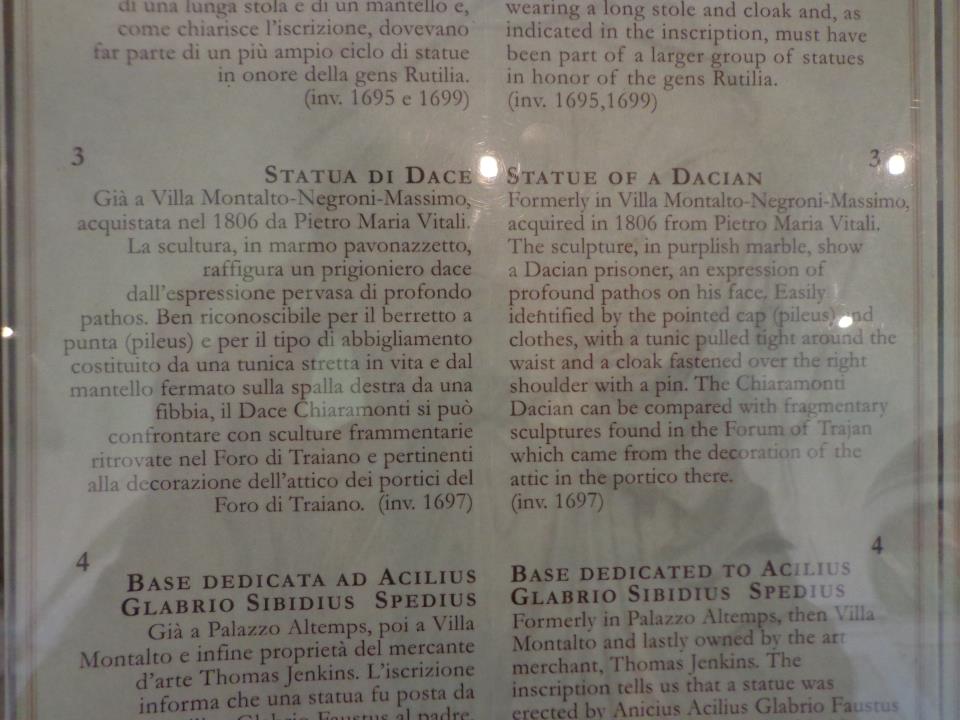 di una lunga stola e di un mantello e,
come chiarisce l'iscrizione, dovevano
far parte di un più ampio ciclo di statue
in onore della gens Rutilia.
(inv. 1695 e 1699)
3
STATUA DI DACE
Già a Villa Montalto-Negroni-Massimo,
acquistata nel 1806 da Pietro Maria Vitali.
La scultura, in marmo pavonazzetto,
raffigura un prigioniero dace
dall'espressione pervasa di profondo
pathos. Ben riconoscibile per il berretto a
punta (pileus) e per il tipo di abbigliamento
costituito da una tunica stretta in vita e dal
mantello fermato sulla spalla destra da una
fibbia, il Dace Chiaramonti si può
confrontare con sculture frammentarie
ritrovate nel Foro di Traiano e pertinenti
alla decorazione dell'attico dei portici del
Foro di Traiano. (inv. 1697)
4
BASE DEDICATA AD ACILIUS
GLABRIO SIBIDIUS SPEDIUS
Già a Palazzo Altemps, poi a Villa
Montalto e infine proprietà del mercante
d'arte Thomas Jenkins. L'iscrizione
informa che una statua fu posta da
Glabrio Faustus al padre,
wearing a long stole and cloak and, as
indicated in the inscription, must have
been part of a larger group of statues
in honor of the gens Rutilia.
(inv. 1695,1699)
3
STATUE OF A DACIAN
Formerly in Villa Montalto-Negroni-Massimo,
acquired in 1806 from Pietro Maria Vitali.
The sculpture, in purplish marble, show
a Dacian prisoner, an expression of
profound pathos on his face. Easily
identified by the pointed cap (pileus) and
clothes, with a tunic pulled tight around the
waist and a cloak fastened over the right
shoulder with a pin. The Chiaramonti
Dacian can be compared with fragmentary
sculptures found in the Forum of Trajan
which came from the decoration of the
attic in the portico there.
(inv. 1697)
4
BASE DEDICATED TO ACILIUS
GLABRIO SIBIDIUS SPEDIUS
Formerly in Palazzo Altemps, then Villa
Montalto and lastly owned by the art
merchant, Thomas Jenkins. The
inscription tells us that a statue was
erected by Anicius Acilius Glabrio Faustus